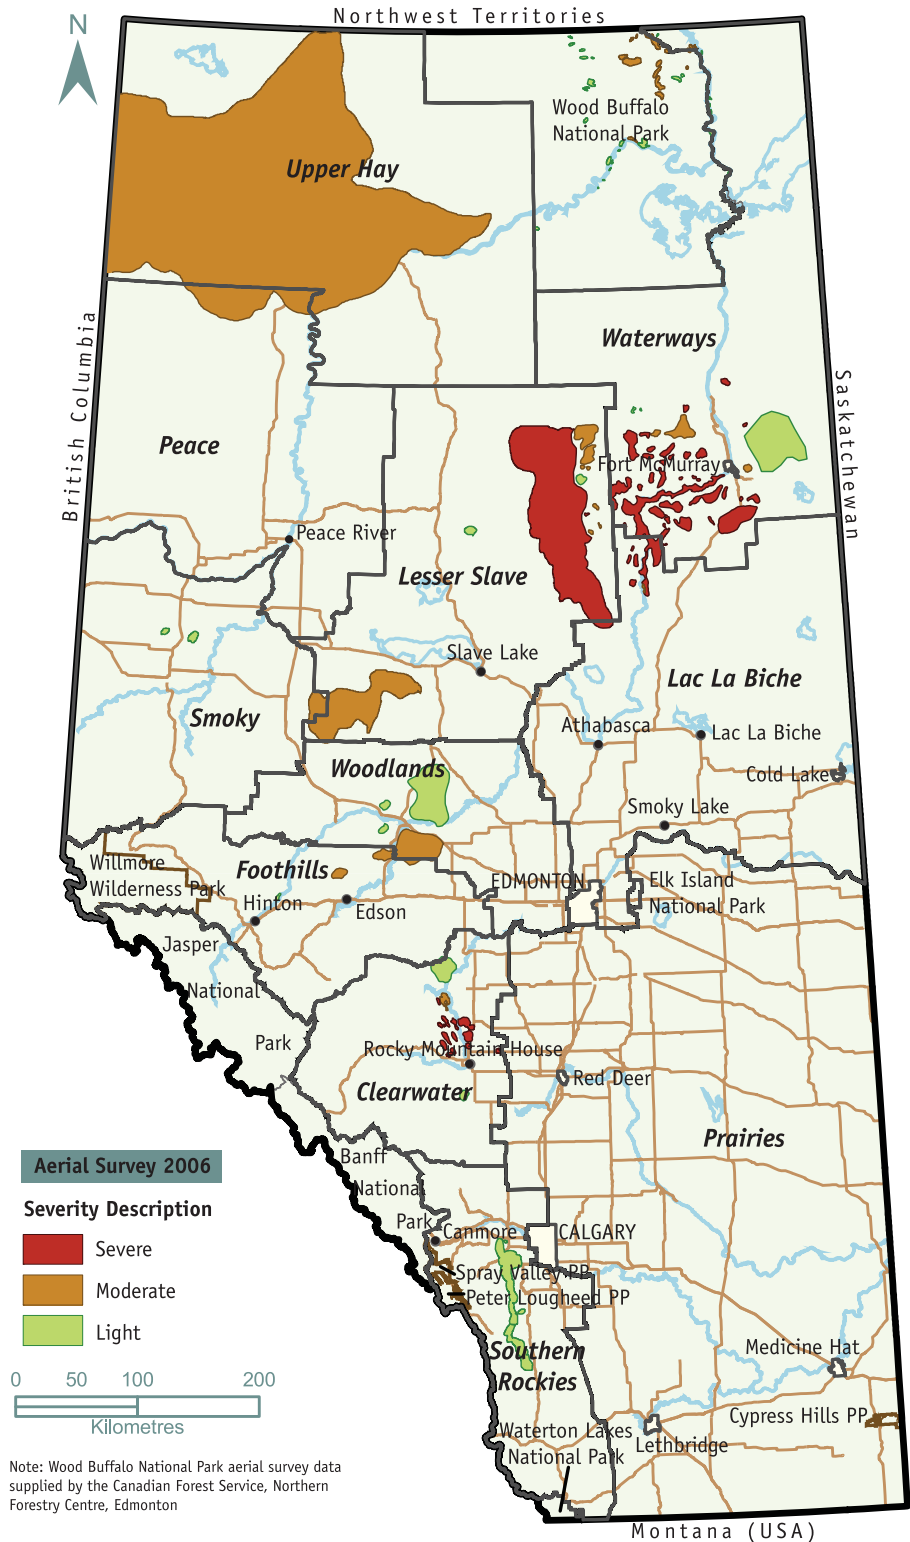 Northwest Territories
N
Wood Buffalo
National Park
Upper Hay
British Columbia
Waterways
Saskatchewan
Peace
Fort McMurray
Peace River
Lesser Slave
Slave Lake
Lac La Biche
Smoky
Athabasca
Lac La Biche
Woodlands
Cold Lake
Smoky Lake
Willmore
Wilderness Park
Foothills
EDMONTON
Elk Island
National Park
Hinton
Edson
Jasper
National
Park
Rocky Mountain House
Red Deer
Clearwater
Prairies
Banff
National
Park
Canmore
CALGARY
Spray Valley PP
Peter Lougheed PP
Southern
Rockies
Medicine Hat
Cypress Hills PP
Waterton Lakes
National Park
Lethbridge
Montana (USA)
Aerial Survey 2006
Severity Description
Severe
Moderate
Light
0 50 100 200
Kilometres
Note: Wood Buffalo National Park aerial survey data
supplied by the Canadian Forest Service, Northern
Forestry Centre, Edmonton